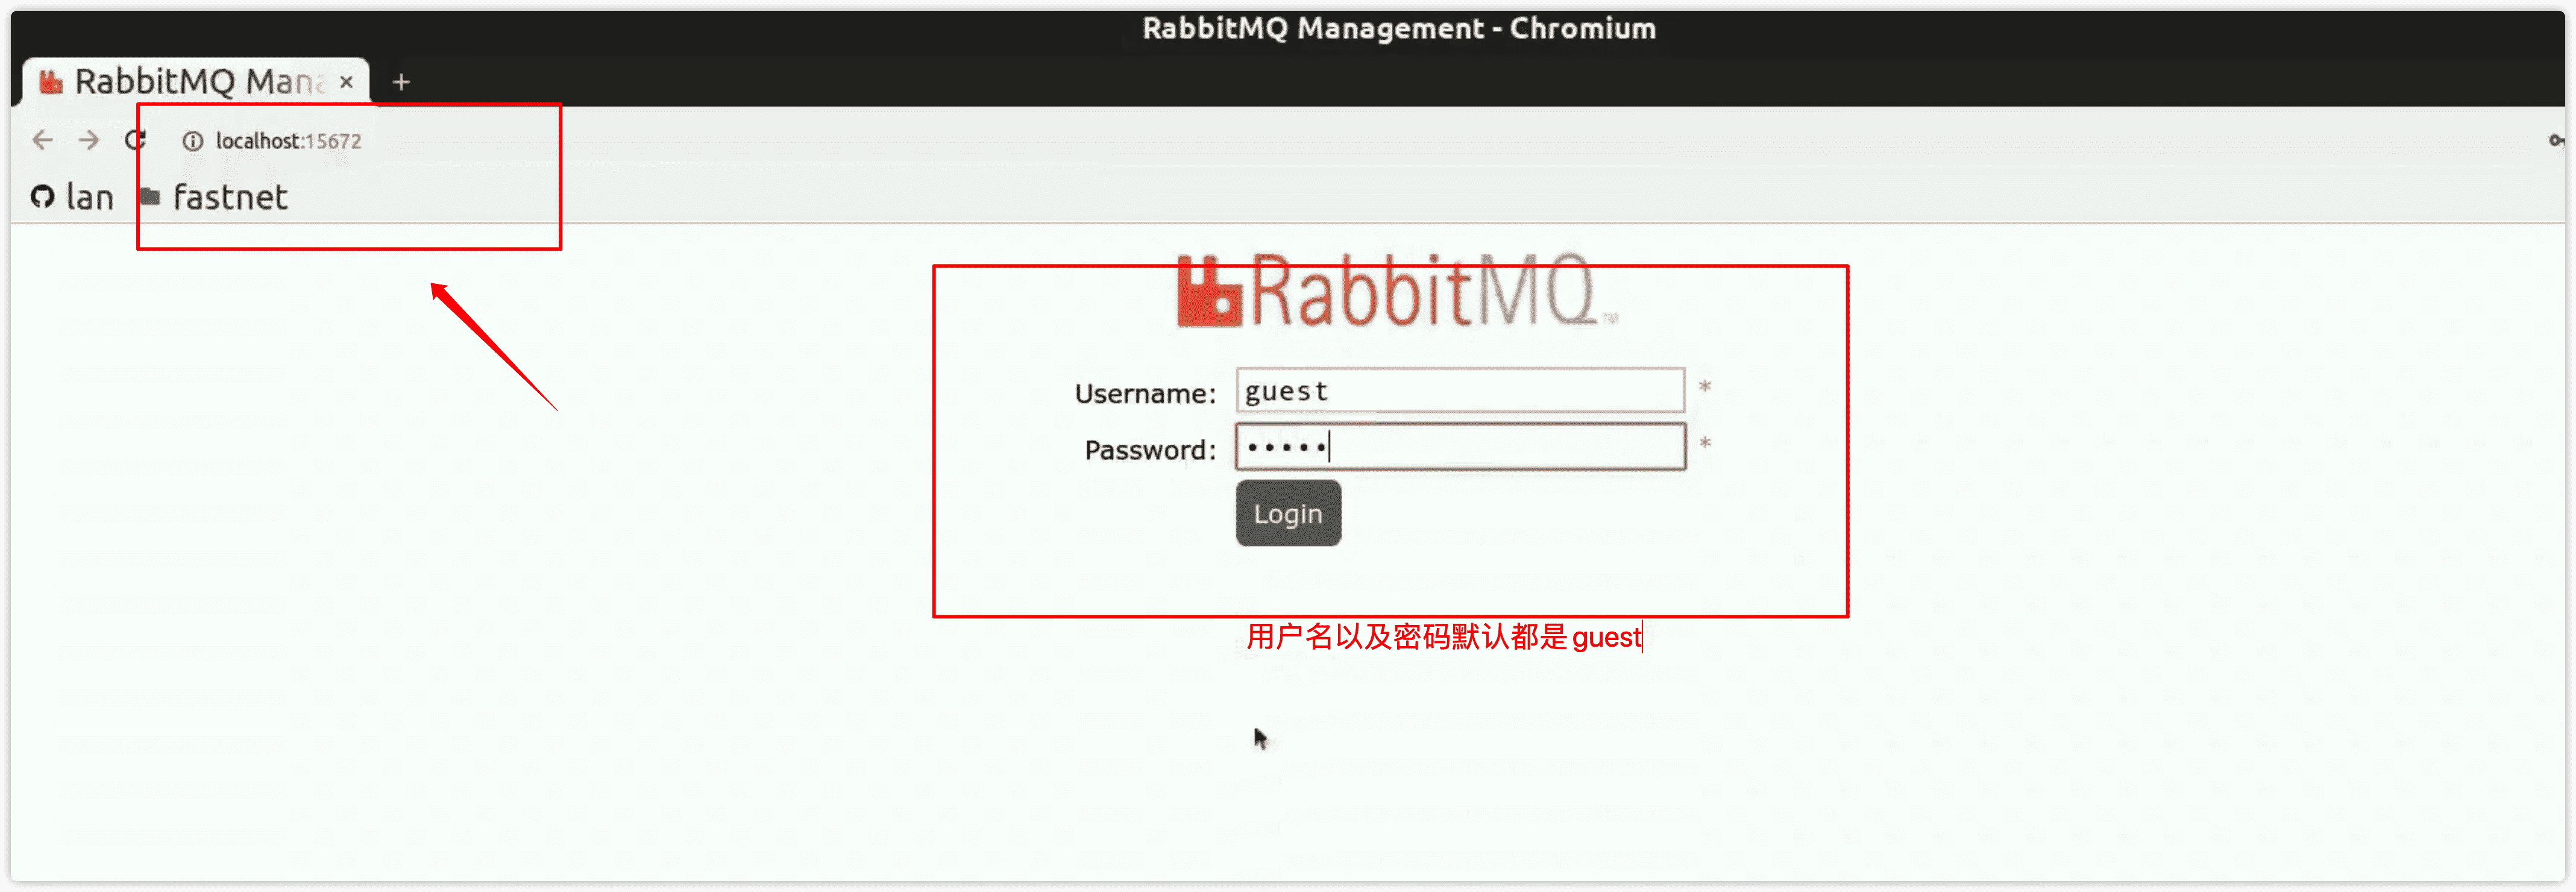 RabbitMQ Management - Chromium
RabbitMQ Mana
localhost:15672
lan fastnet
RabbitMQ™
Username: guest *
Password: ••••• *
Login
用户名以及密码默认都是guest